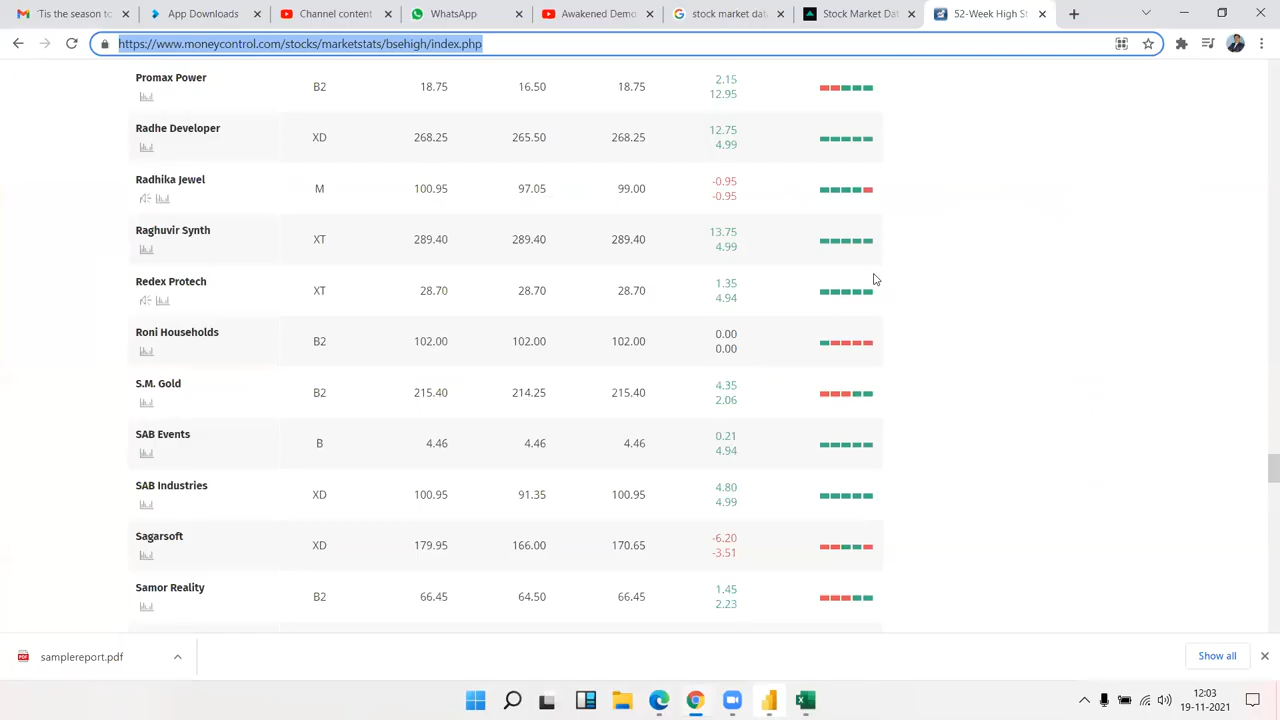 Tis the season to
App Downloads
Channel content
WhatsApp
Awakened Demo
stockmarket date
Stock Market Dat
52-Week High St
https://www.moneycontrol.com/stocks/marketstats/bsehigh/index.php
Promax Power B2 18.75 16.50 18.75 2.15
12.95
Radhe Developer XD 268.25 265.50 268.25 12.75
4.99
Radhika Jewel M 100.95 97.05 99.00 -0.95
-0.95
Raghuvir Synth XT 289.40 289.40 289.40 13.75
4.99
Redex Protech XT 28.70 28.70 28.70 1.35
4.94
Roni Households B2 102.00 102.00 102.00 0.00
0.00
S.M. Gold B2 215.40 214.25 215.40 4.35
2.06
SAB Events B 4.46 4.46 4.46 0.21
4.94
SAB Industries XD 100.95 91.35 100.95 4.80
4.99
Sagarsoft XD 179.95 166.00 170.65 -6.20
-3.51
Samor Reality B2 66.45 64.50 66.45 1.45
2.23
samplereport.pdf
Show all
12:03
19-11-2021